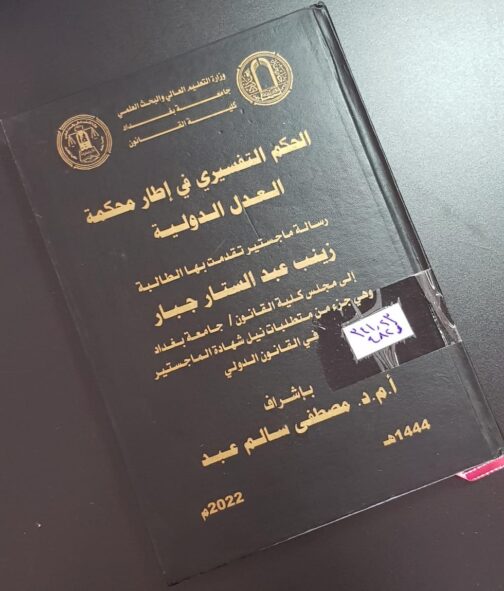 وزارة التعليم العالي والبحث العلمي
جامعة بغداد
كلية القانون
الحكم التفسيري في إطار محكمة
العدل الدولية
رسالة ماجستير تقدمت بها الطالبة
زينب عبد الستار جبار
إلى مجلس كلية القانون / جامعة بغداد
وهي جزء من متطلبات نيل شهادة الماجستير
في القانون الدولي
بإشراف
أ.م.د. مصطفى سالم عبد
1444هـ
2022م